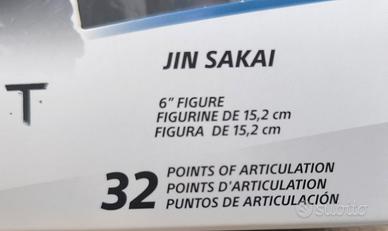 JIN SAKAI
T
6" FIGURE
FIGURINE DE 15,2 cm
FIGURA DE 15,2 cm
32 POINTS OF ARTICULATION
POINTS D'ARTICULATION
PUNTOS DE ARTICULACIÓN
subito